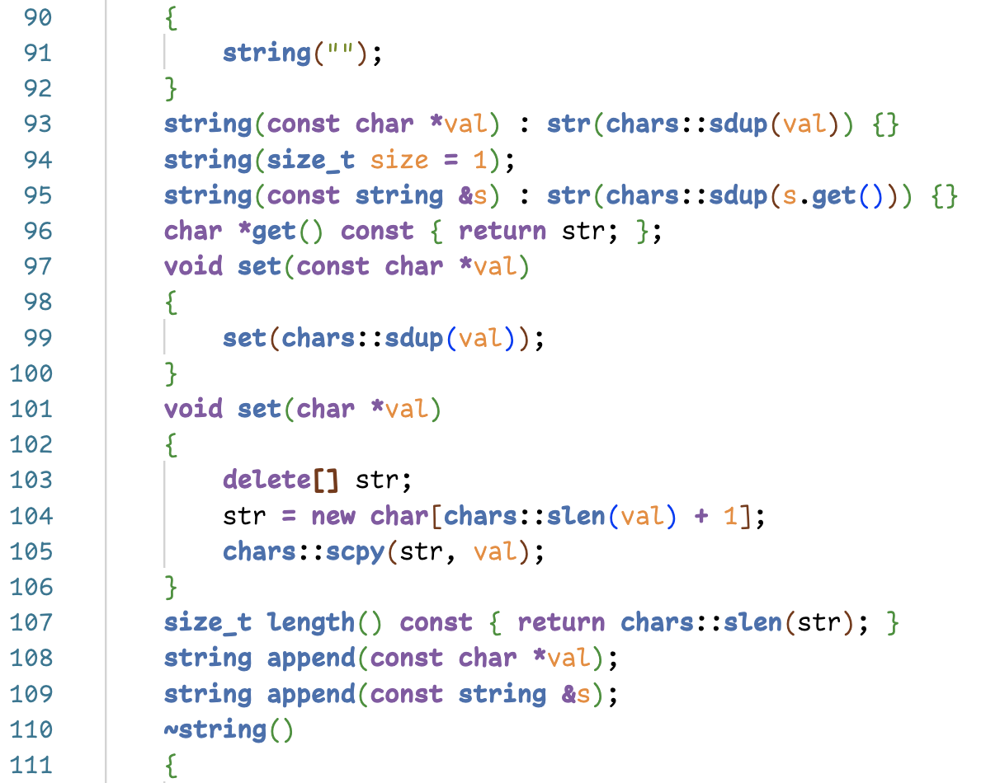 90 {
91 string("");
92 }
93 string(const char *val) : str(chars::sdup(val)) {}
94 string(size_t size = 1);
95 string(const string &s) : str(chars::sdup(s.get())) {}
96 char *get() const { return str; };
97 void set(const char *val)
98 {
99 set(chars::sdup(val));
100 }
101 void set(char *val)
102 {
103 delete[] str;
104 str = new char[chars::slen(val) + 1];
105 chars::scpy(str, val);
106 }
107 size_t length() const { return chars::slen(str); }
108 string append(const char *val);
109 string append(const string &s);
110 ~string()
111 {